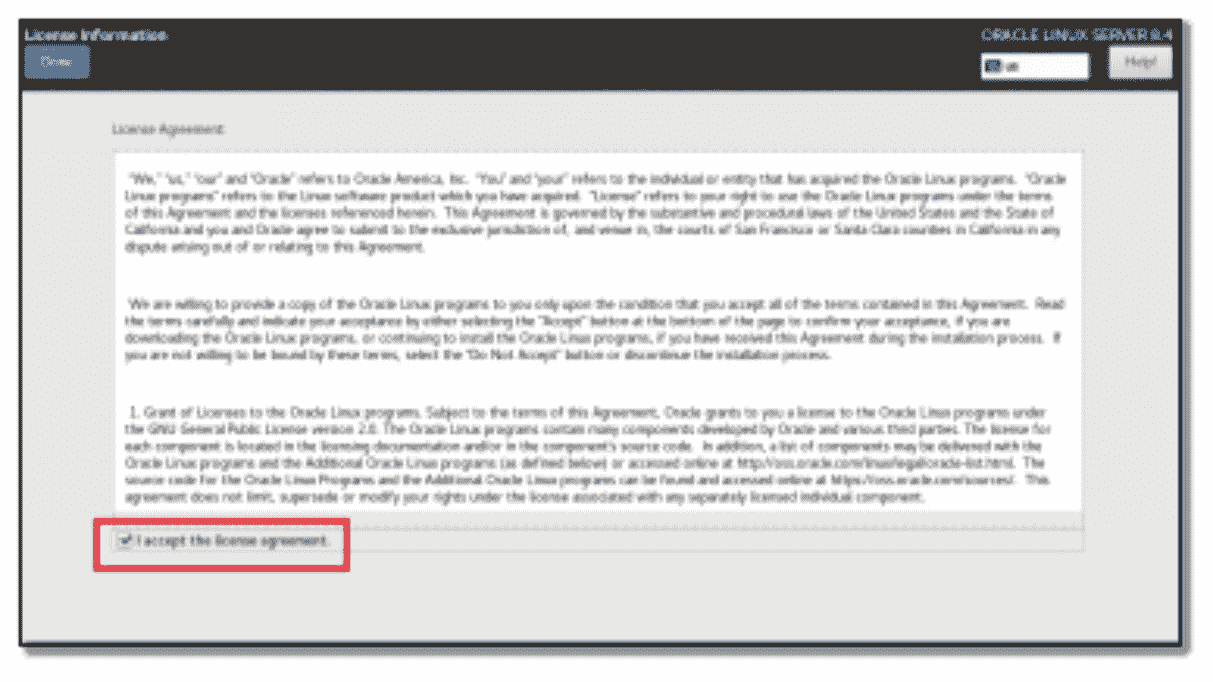 License Information
ORACLE LINUX SERVER 8.4
Done
us
Help!
License Agreement:
"We," "us," "our" and "Oracle" refers to Oracle America, Inc.  "You" and "your" refers to the individual or entity that has acquired the Oracle Linux programs.  "Oracle
Linux programs" refers to the Linux software product which you have acquired.  "License" refers to your right to use the Oracle Linux programs under the terms
of this Agreement and the licenses referenced herein.  This Agreement is governed by the substantive and procedural laws of the United States and the State of
California and you and Oracle agree to submit to the exclusive jurisdiction of, and venue in, the courts of San Francisco or Santa Clara counties in California in any
dispute arising out of or relating to this Agreement.
We are willing to provide a copy of the Oracle Linux programs to you only upon the condition that you accept all of the terms contained in this Agreement.  Read
the terms carefully and indicate your acceptance by either selecting the "Accept" button at the bottom of the page to confirm your acceptance, if you are
downloading the Oracle Linux programs, or continuing to install the Oracle Linux programs, if you have received this Agreement during the installation process.  If
you are not willing to be bound by these terms, select the "Do Not Accept" button or discontinue the installation process.
1. Grant of Licenses to the Oracle Linux programs. Subject to the terms of this Agreement, Oracle grants to you a license to the Oracle Linux programs under
the GNU General Public License version 2.0. The Oracle Linux programs contain many components developed by Oracle and various third parties. The license for
each component is located in the licensing documentation and/or in the component's source code.  In addition, a list of components may be delivered with the
Oracle Linux programs and the Additional Oracle Linux programs (as defined below) or accessed online at http://oss.oracle.com/linux/legal/oracle-list.html.  The
source code for the Oracle Linux Programs and the Additional Oracle Linux programs can be found and accessed online at https://oss.oracle.com/sources/.  This
agreement does not limit, supersede or modify your rights under the license associated with any separately licensed individual component.
I accept the license agreement.